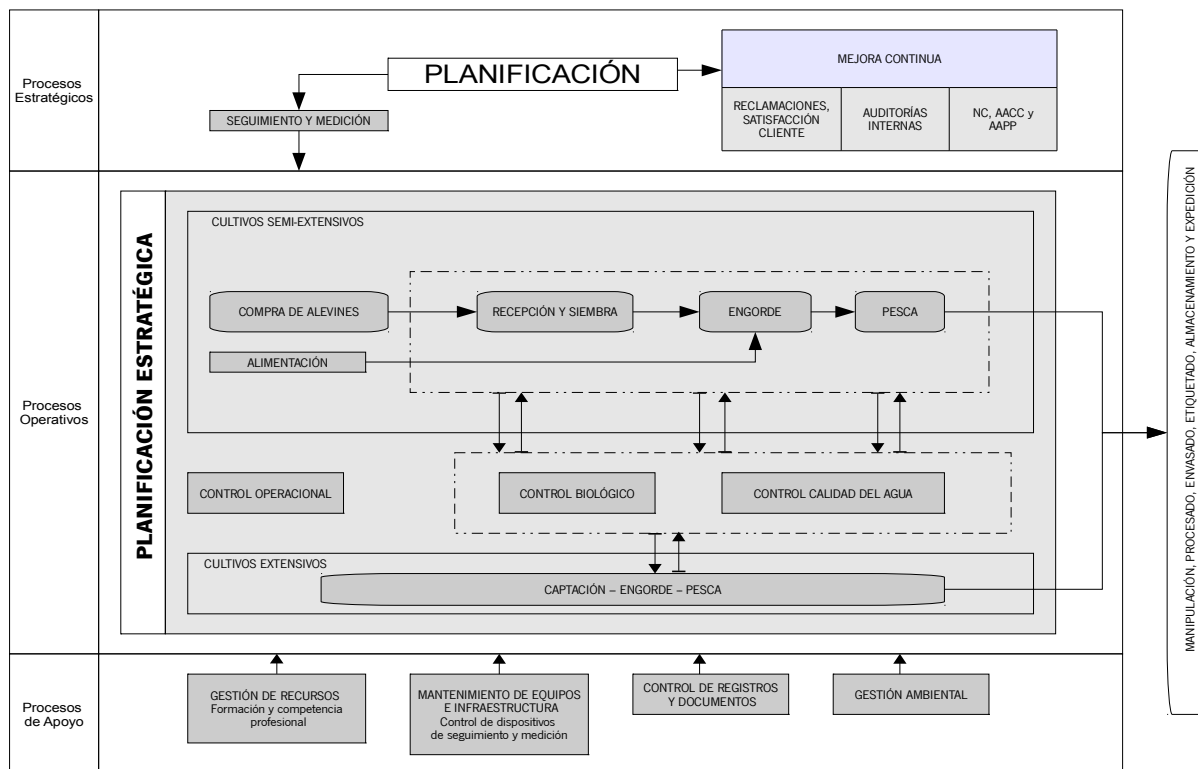 Procesos
Estratégicos
PLANIFICACIÓN
SEGUIMIENTO Y MEDICIÓN
MEJORA CONTINUA
RECLAMACIONES,
SATISFACCIÓN
CLIENTE
AUDITORÍAS
INTERNAS
NC, AACC y
AAPP
Procesos
Operativos
PLANIFICACIÓN ESTRATÉGICA
CULTIVOS SEMI-EXTENSIVOS
COMPRA DE ALEVINES
RECEPCIÓN Y SIEMBRA
ENGORDE
PESCA
ALIMENTACIÓN
CONTROL OPERACIONAL
CONTROL BIOLÓGICO
CONTROL CALIDAD DEL AGUA
CULTIVOS EXTENSIVOS
CAPTACIÓN – ENGORDE – PESCA
MANIPULACIÓN, PROCESADO, ENVASADO, ETIQUETADO, ALMACENAMIENTO Y EXPEDICIÓN
Procesos
de Apoyo
GESTIÓN DE RECURSOS
Formación y competencia
profesional
MANTENIMIENTO DE EQUIPOS
E INFRAESTRUCTURA
Control de dispositivos
de seguimiento y medición
CONTROL DE REGISTROS
Y DOCUMENTOS
GESTIÓN AMBIENTAL